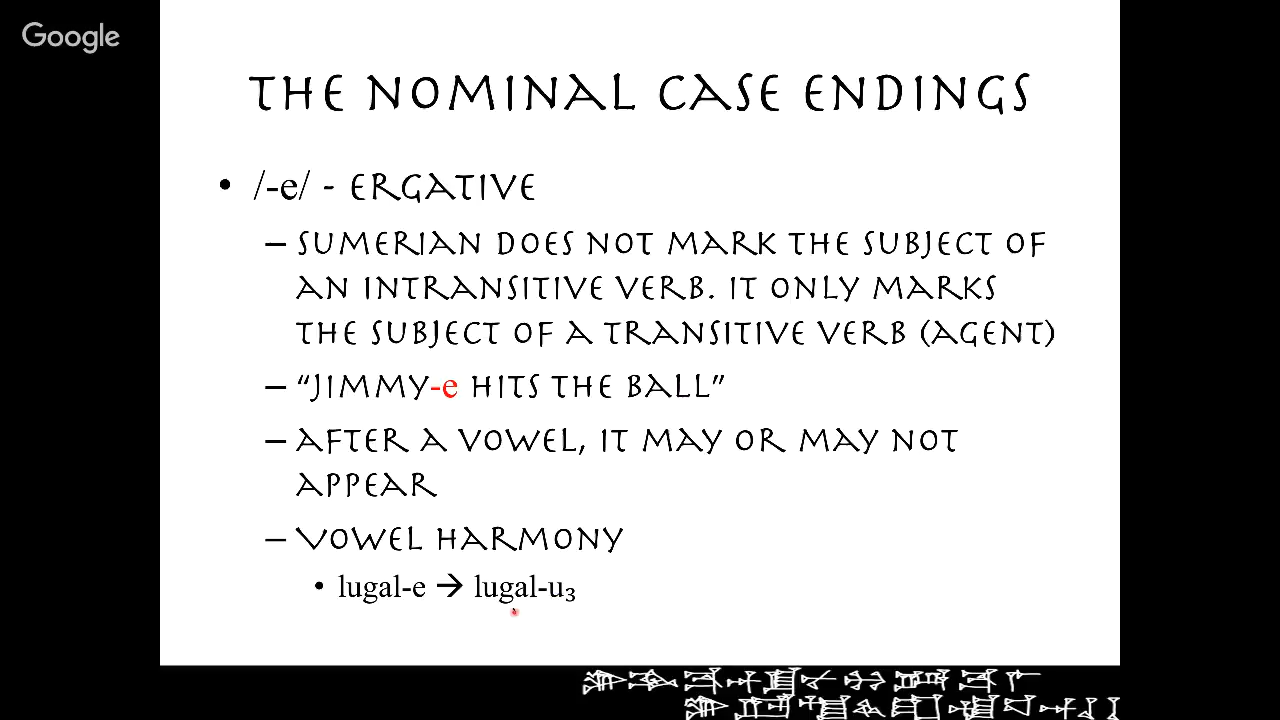 Google
THE NOMINAL CASE ENDINGS
• /-e/ - ERGATIVE
– SUMERIAN DOES NOT MARK THE SUBJECT OF
AN INTRANSITIVE VERB. IT ONLY MARKS
THE SUBJECT OF A TRANSITIVE VERB (AGENT)
– “JIMMY-e HITS THE BALL”
– AFTER A VOWEL, IT MAY OR MAY NOT
APPEAR
– VOWEL HARMONY
• lugal-e → lugal-u₃